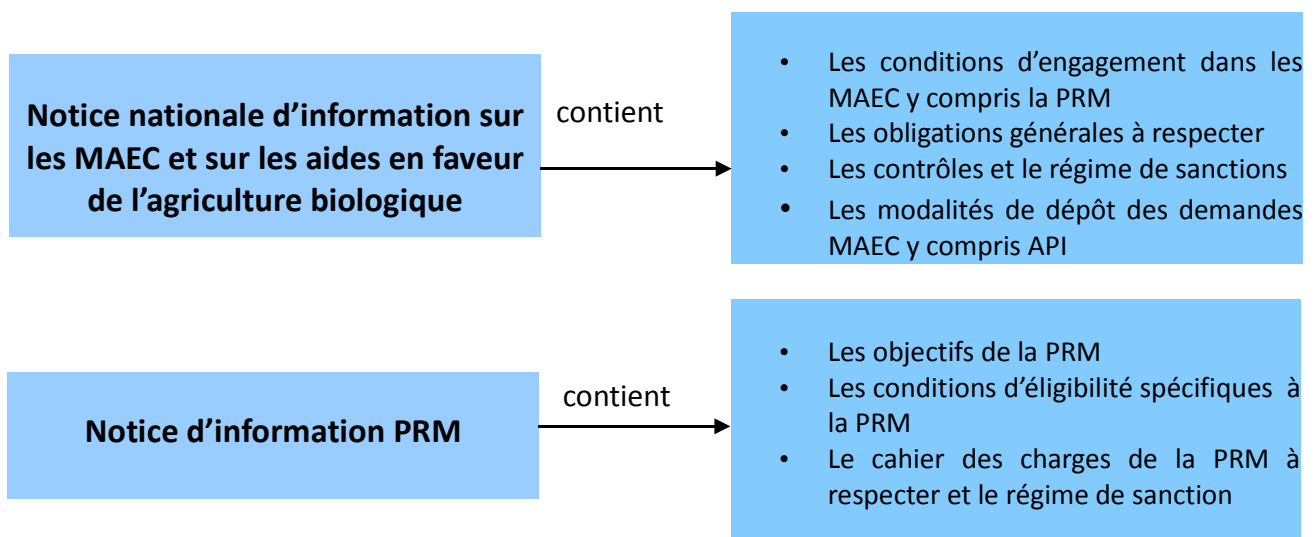 Notice nationale d’information sur
les MAEC et sur les aides en faveur
de l’agriculture biologique
contient
• Les conditions d’engagement dans les
MAEC y compris la PRM
• Les obligations générales à respecter
• Les contrôles et le régime de sanctions
• Les modalités de dépôt des demandes
MAEC y compris API
Notice d’information PRM
contient
• Les objectifs de la PRM
• Les conditions d’éligibilité spécifiques à
la PRM
• Le cahier des charges de la PRM à
respecter et le régime de sanction